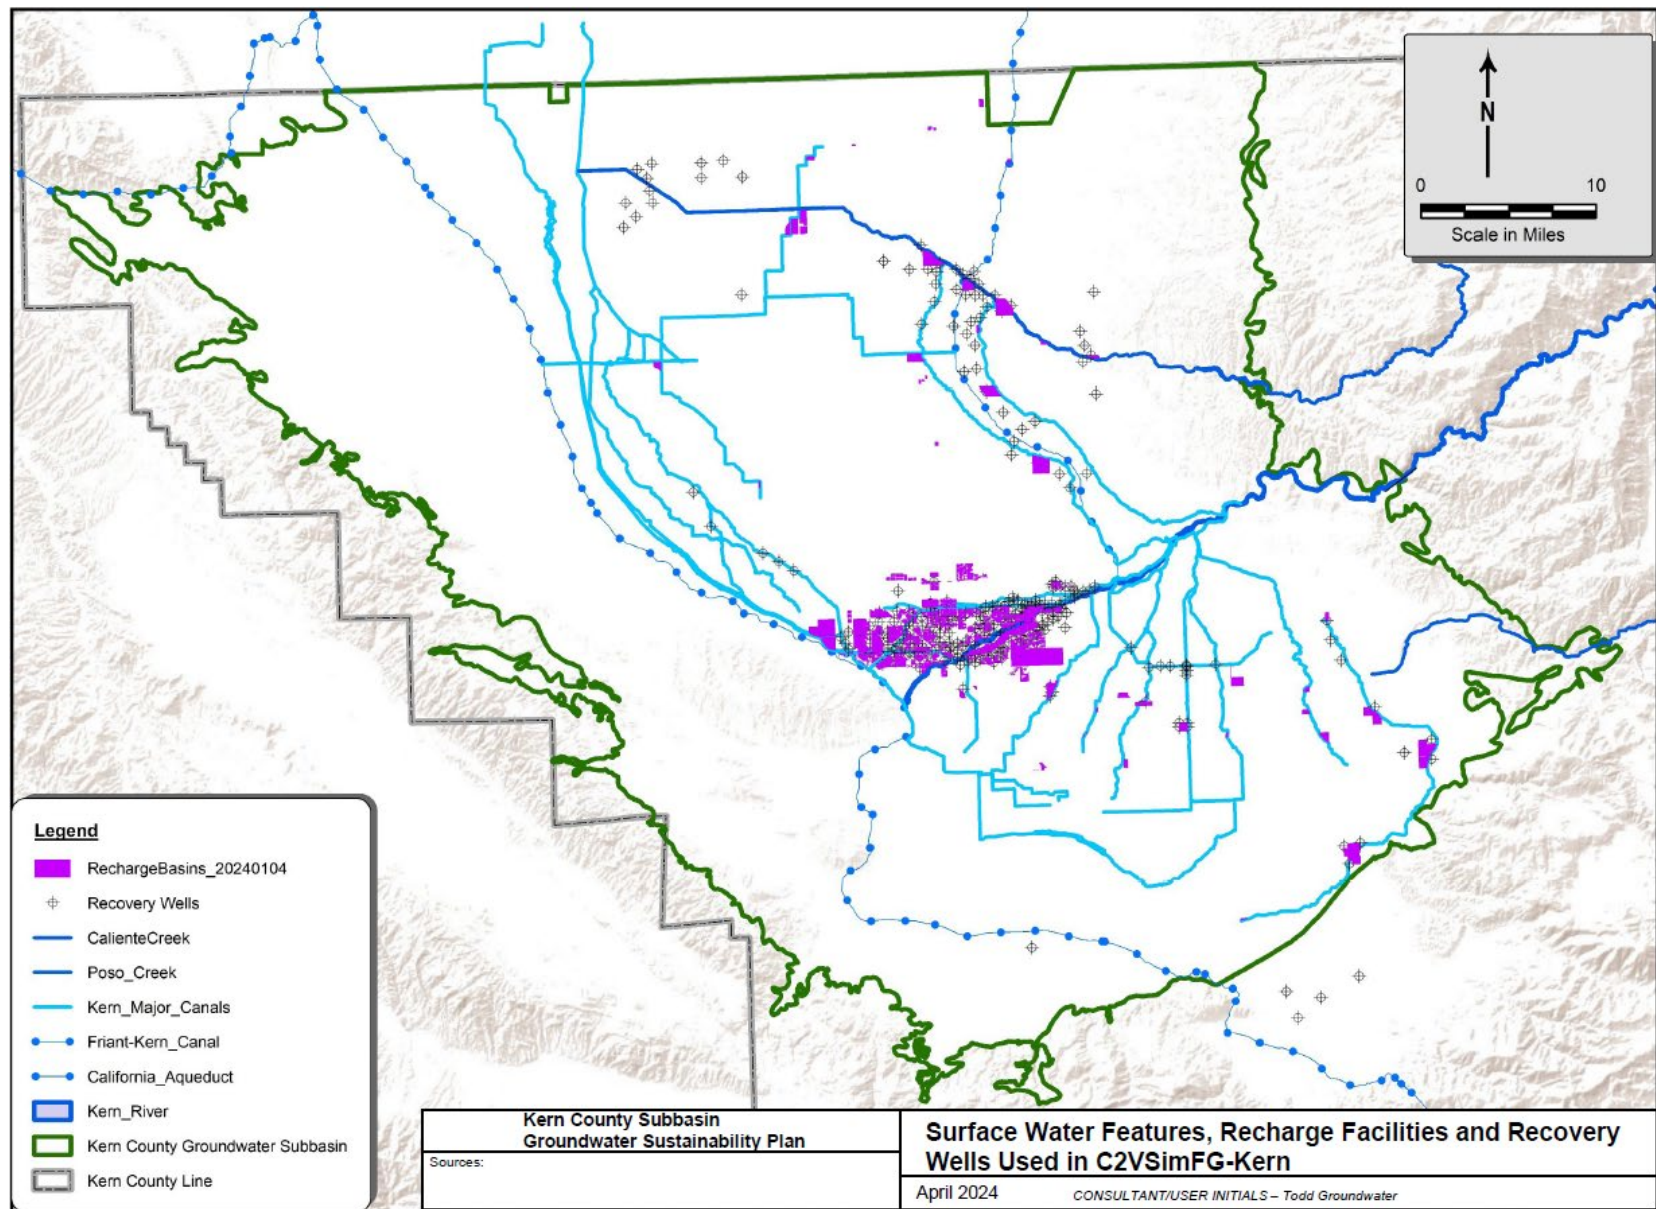 N
0 10
Scale in Miles
Legend
RechargeBasins_20240104
Recovery Wells
CalienteCreek
Poso_Creek
Kern_Major_Canals
Friant-Kern_Canal
California_Aqueduct
Kern_River
Kern County Groundwater Subbasin
Kern County Line
Kern County Subbasin
Groundwater Sustainability Plan
Sources:
Surface Water Features, Recharge Facilities and Recovery
Wells Used in C2VSimFG-Kern
April 2024 CONSULTANT/USER INITIALS – Todd Groundwater